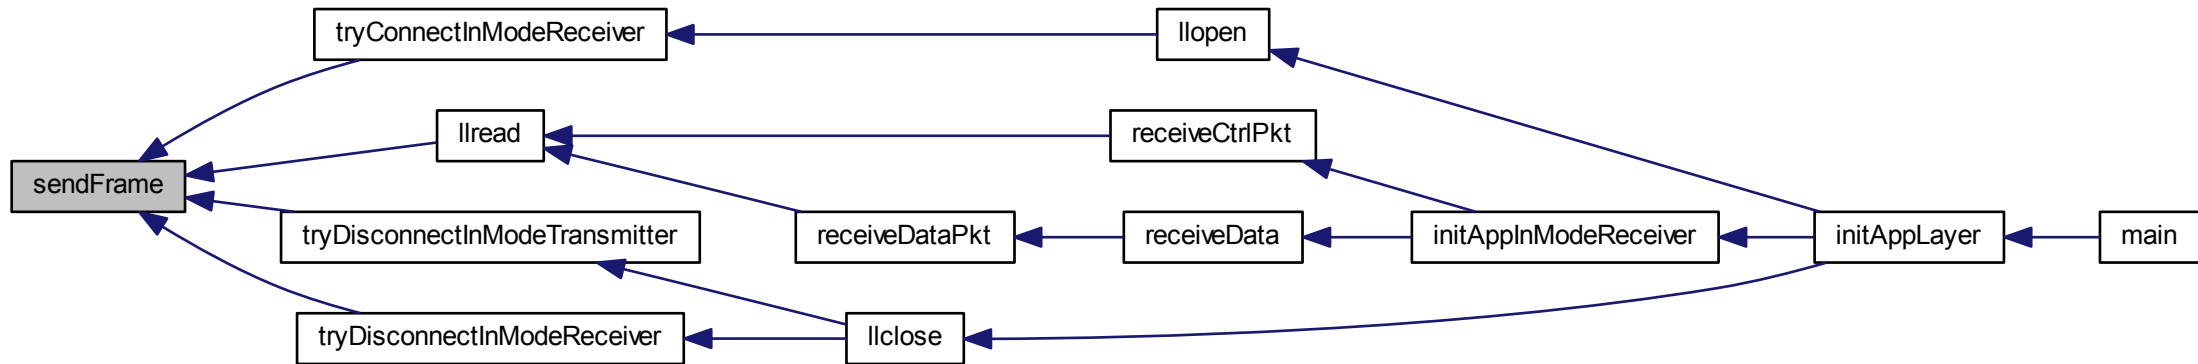 tryConnectInModeReceiver
llopen
llread
receiveCtrlPkt
sendFrame
tryDisconnectInModeTransmitter
receiveDataPkt
receiveData
initAppInModeReceiver
initAppLayer
main
tryDisconnectInModeReceiver
llclose